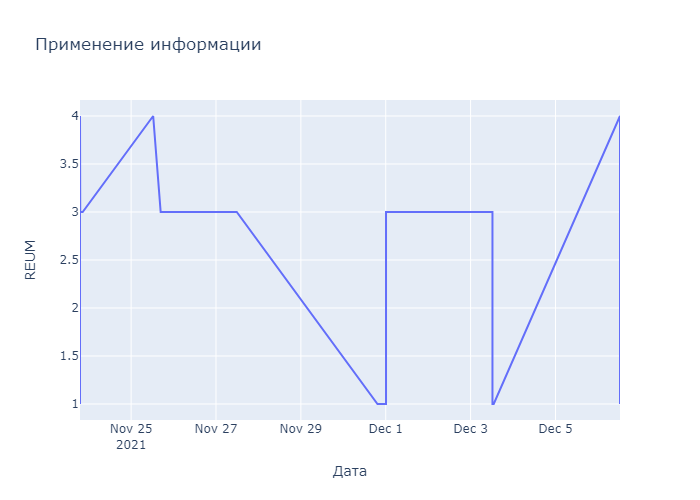 Применение информации
4
3.5
3
2.5
2
1.5
1
REUM
Nov 25
2021
Nov 27
Nov 29
Dec 1
Dec 3
Dec 5
Дата